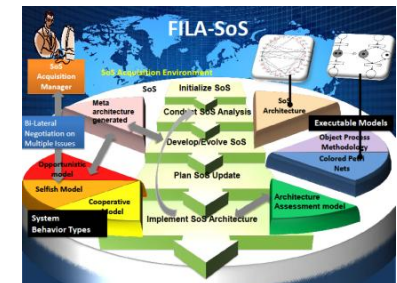 FILA-SoS
SoS
Acquisition
Manager
SoS Acquisition Environment
SoS
Initialize SoS
Meta
architecture
generated
Conduct SoS Analysis
SoS
Architecture
Executable Models
Bi-Lateral
Negotiation on
Multiple Issues
Develop/Evolve SoS
Object Process
Methodology
Colored Petri
Nets
Opportunistic
model
Plan SoS Update
Selfish Model
Cooperative
Model
Architecture
Assessment model
Implement SoS Architecture
System
Behavior Types